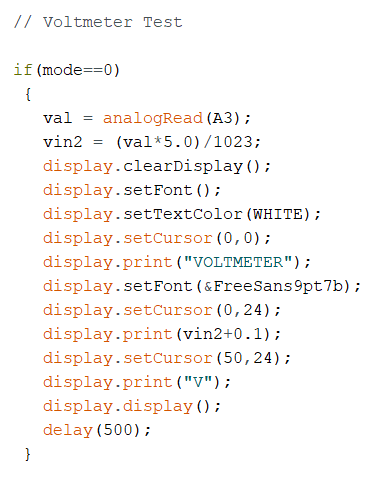 // Voltmeter Test
if(mode==0)
{
val = analogRead(A3);
vin2 = (val*5.0)/1023;
display.clearDisplay();
display.setFont();
display.setTextColor(WHITE);
display.setCursor(0,0);
display.print("VOLTMETER");
display.setFont(&FreeSans9pt7b);
display.setCursor(0,24);
display.print(vin2+0.1);
display.setCursor(50,24);
display.print("V");
display.display();
delay(500);
}